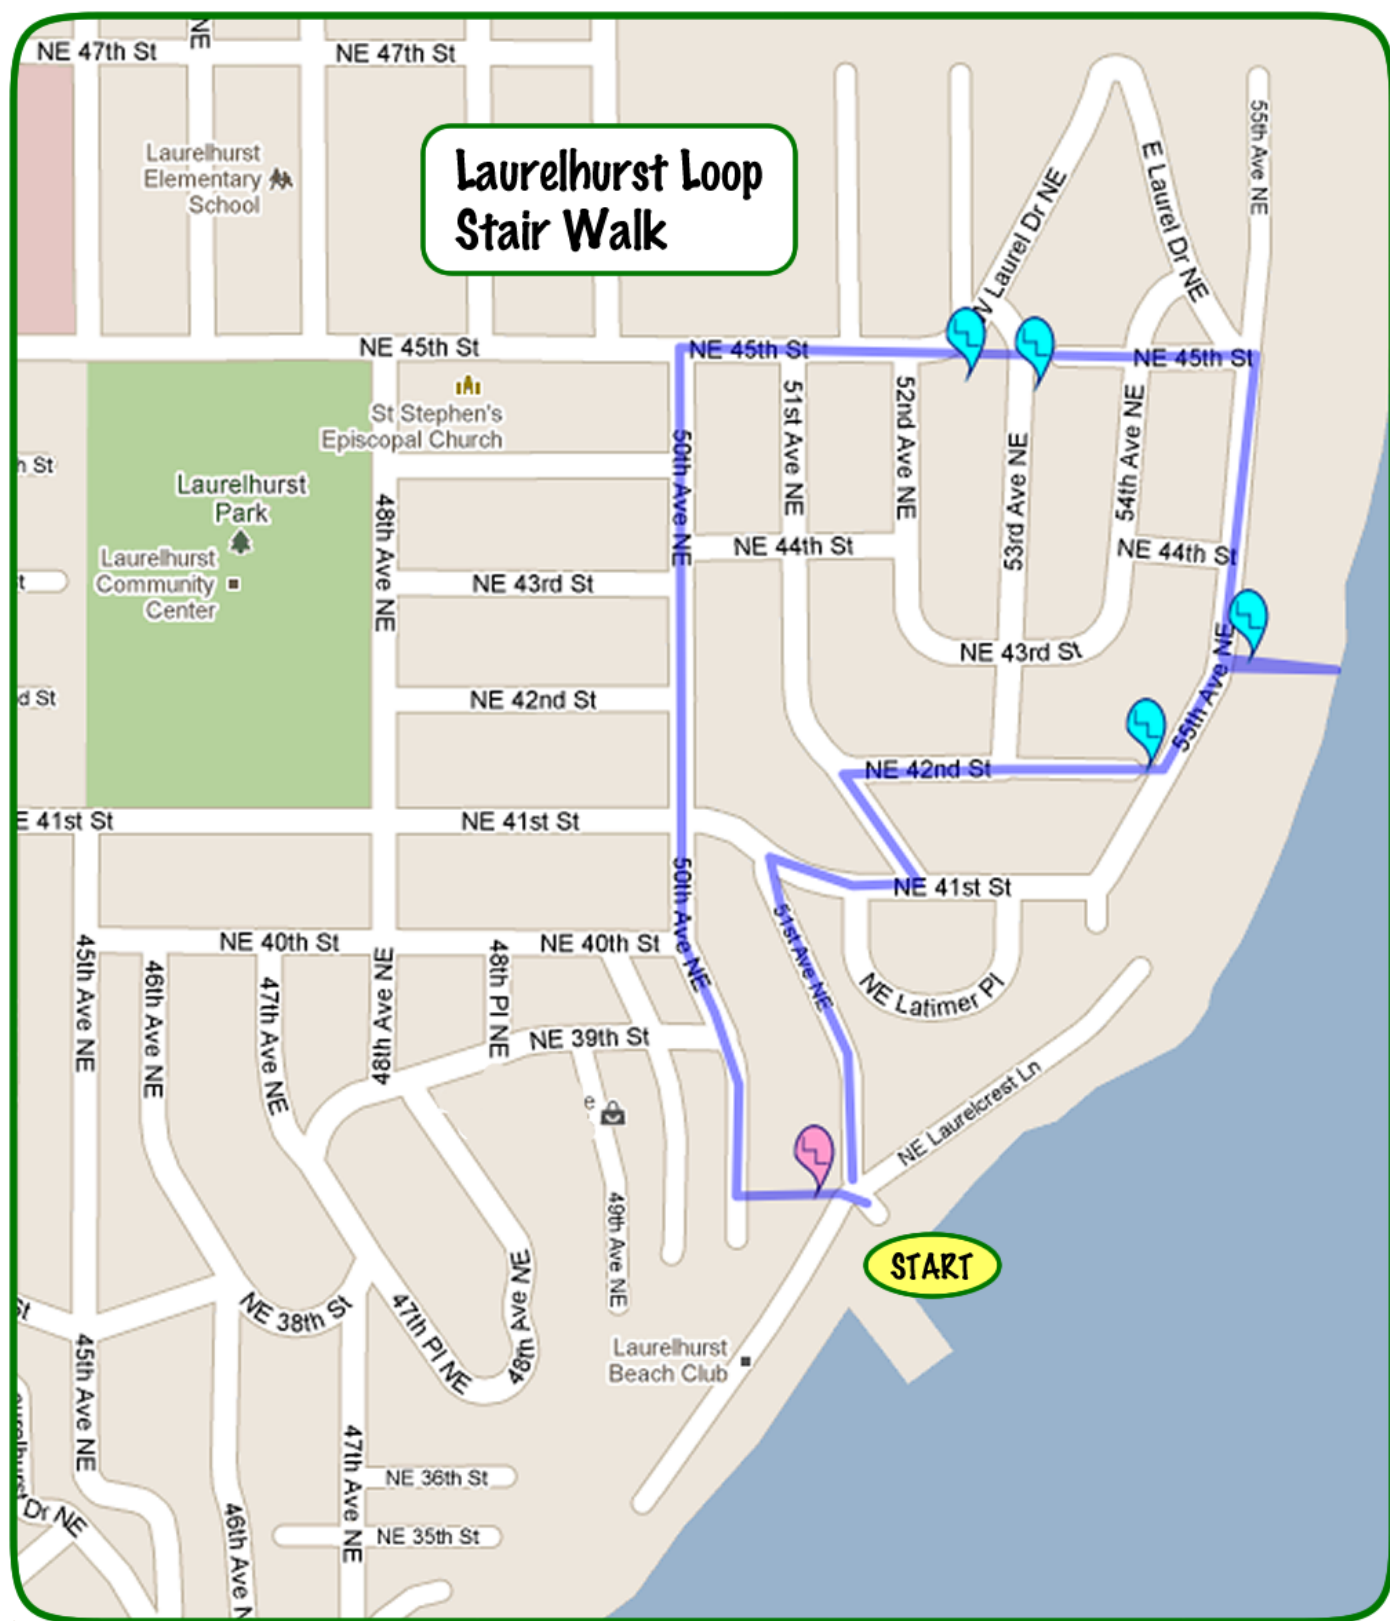 NE 47th St
NE
NE 47th St
Laurelhurst
Elementary
School
Laurelhurst Loop
Stair Walk
W Laurel Dr NE
E Laurel Dr NE
55th Ave NE
NE 45th St
NE 45th St
NE 45th St
St Stephen's
Episcopal Church
51st Ave NE
52nd Ave NE
53rd Ave NE
54th Ave NE
50th Ave NE
h St
Laurelhurst
Park
48th Ave NE
Laurelhurst
Community
Center
t
NE 44th St
NE 44th St
NE 43rd St
NE 43rd St
d St
NE 42nd St
55th Ave NE
NE 42nd St
E 41st St
NE 41st St
NE 41st St
50th Ave NE
51st Ave NE
NE Latimer Pl
NE 40th St
NE 40th St
45th Ave NE
46th Ave NE
47th Ave NE
48th Ave NE
48th Pl NE
NE 39th St
e
NE Laurelcrest Ln
49th Ave NE
START
St
NE 38th St
47th Pl NE
48th Ave NE
Laurelhurst
Beach Club
45th Ave NE
47th Ave NE
NE 36th St
Dr NE
46th Ave N
NE 35th St